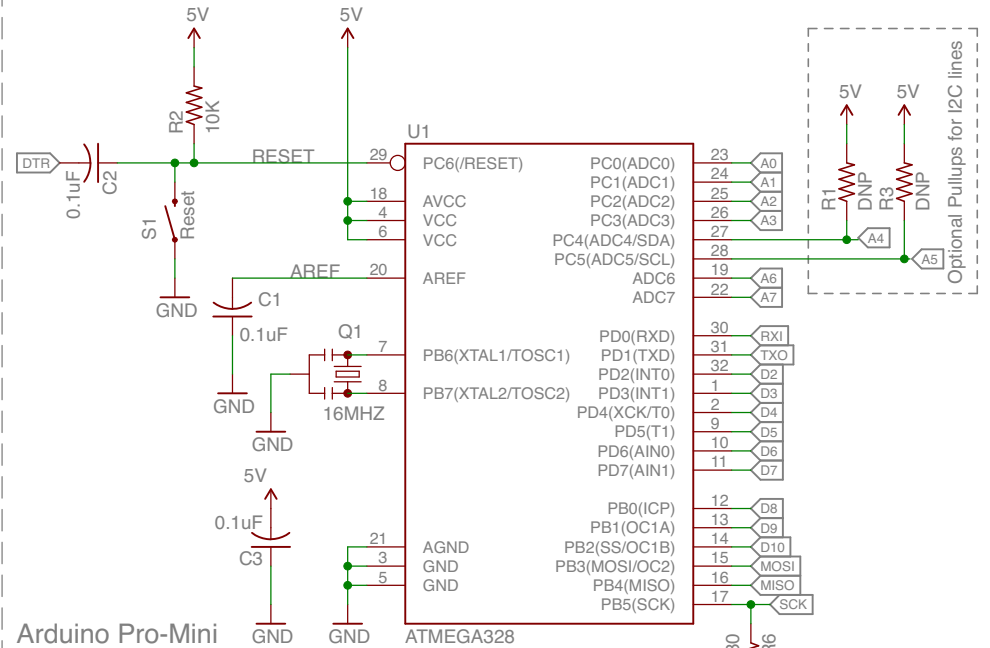 5V
5V
R2
10K
DTR
0.1uF
C2
RESET
S1
Reset
GND
AREF
C1
0.1uF
GND
Q1
16MHZ
GND
5V
0.1uF
C3
GND
GND
Arduino Pro-Mini
U1
29 PC6(/RESET)
18 AVCC
4 VCC
6 VCC
20 AREF
7 PB6(XTAL1/TOSC1)
8 PB7(XTAL2/TOSC2)
21 AGND
3 GND
5 GND
ATMEGA328
PC0(ADC0) 23 A0
PC1(ADC1) 24 A1
PC2(ADC2) 25 A2
PC3(ADC3) 26 A3
PC4(ADC4/SDA) 27 A4
PC5(ADC5/SCL) 28 A5
ADC6 19 A6
ADC7 22 A7
PD0(RXD) 30 RXI
PD1(TXD) 31 TXO
PD2(INT0) 32 D2
PD3(INT1) 1 D3
PD4(XCK/T0) 2 D4
PD5(T1) 9 D5
PD6(AIN0) 10 D6
PD7(AIN1) 11 D7
PB0(ICP) 12 D8
PB1(OC1A) 13 D9
PB2(SS/OC1B) 14 D10
PB3(MOSI/OC2) 15 MOSI
PB4(MISO) 16 MISO
PB5(SCK) 17 SCK
5V
5V
R1
DNP
R3
DNP
Optional Pullups for I2C lines